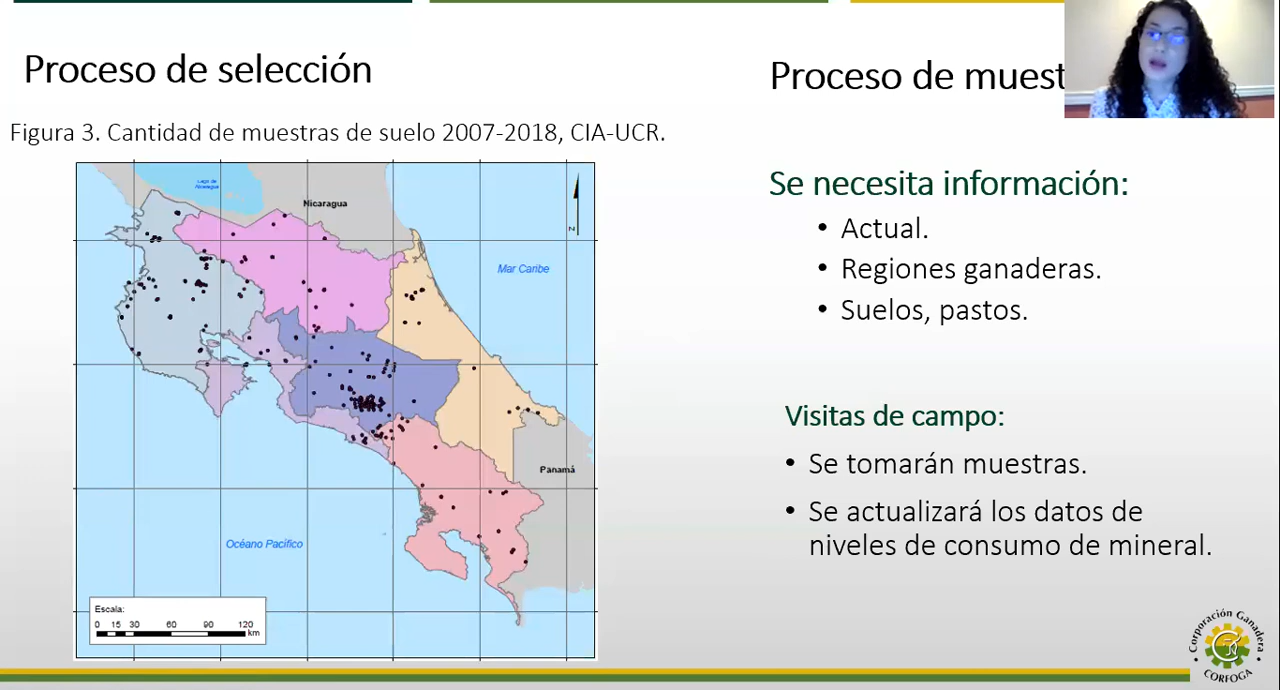 Proceso de selección
Figura 3. Cantidad de muestras de suelo 2007-2018, CIA-UCR.
Lago de
Nicaragua
Nicaragua
N
Mar Caribe
Panamá
Océano Pacífico
Escala:
0 15 30 60 90 120
km
Proceso de muest
Se necesita información:
• Actual.
• Regiones ganaderas.
• Suelos, pastos.
Visitas de campo:
• Se tomarán muestras.
• Se actualizará los datos de
niveles de consumo de mineral.
Corporación Ganadera
CORFOGA